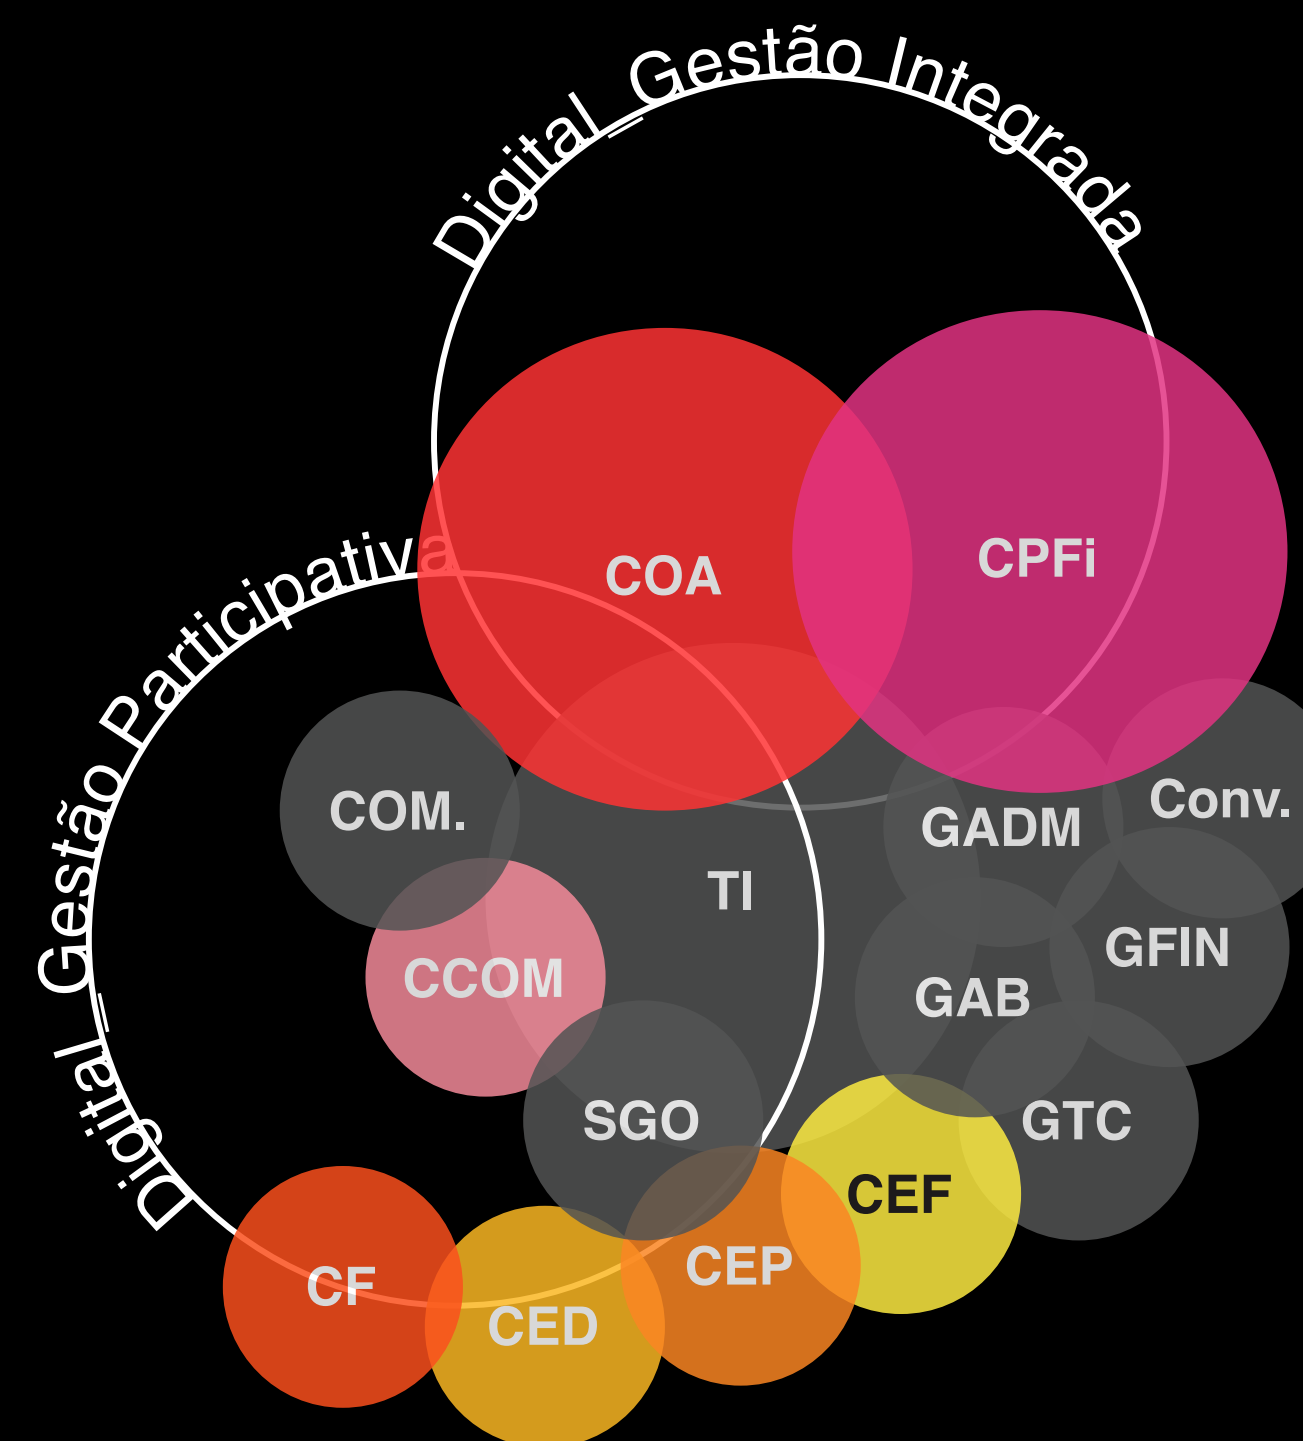 Digital_Gestão Integrada
Digital_Gestão Participativa
COA
CPFi
COM.
TI
GADM
Conv.
CCOM
GAB
GFIN
SGO
GTC
CEF
CF
CED
CEP